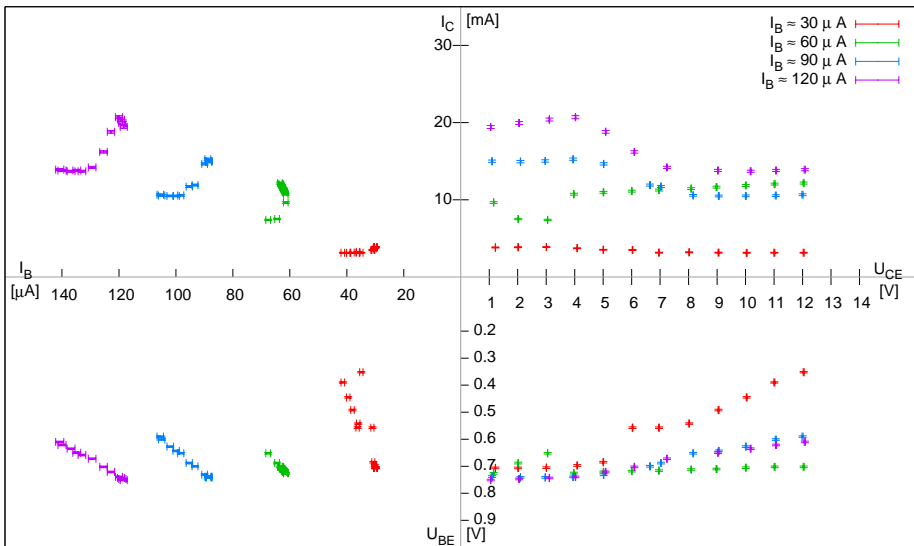 I_C [mA]
I_B ≈ 30 μ A
I_B ≈ 60 μ A
I_B ≈ 90 μ A
I_B ≈ 120 μ A
30
20
10
I_B
[μA]
140 120 100 80 60 40 20
U_CE
[V]
1 2 3 4 5 6 7 8 9 10 11 12 13 14
0.2
0.3
0.4
0.5
0.6
0.7
0.8
0.9
U_BE [V]